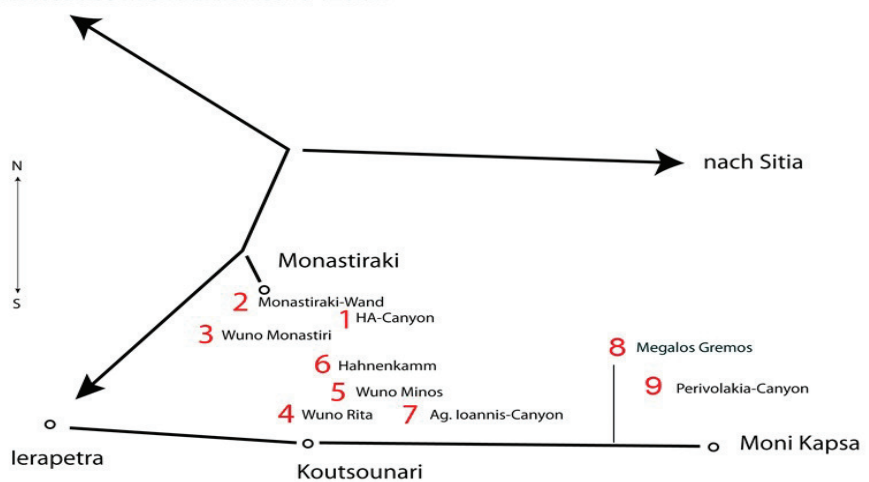 nach Sitia
N
S
Monastiraki
2 Monastiraki-Wand
1 HA-Canyon
3 Wuno Monastiri
8 Megalos Gremos
6 Hahnenkamm
9 Perivolakia-Canyon
5 Wuno Minos
4 Wuno Rita
7 Ag. Ioannis-Canyon
Moni Kapsa
Ierapetra
Koutsounari